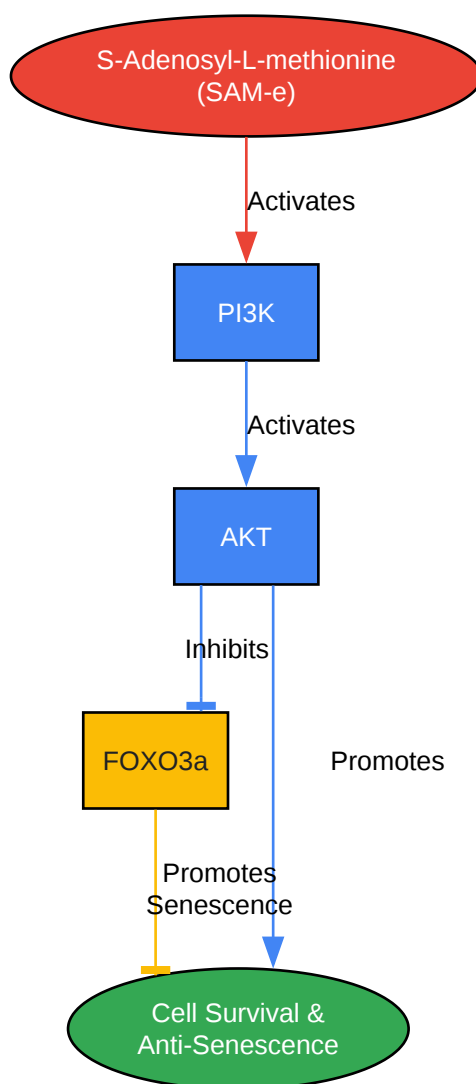 S-Adenosyl-L-methionine
(SAM-e)
Activates
PI3K
Activates
AKT
Inhibits
FOXO3a
Promotes
Promotes
Senescence
Cell Survival &
Anti-Senescence